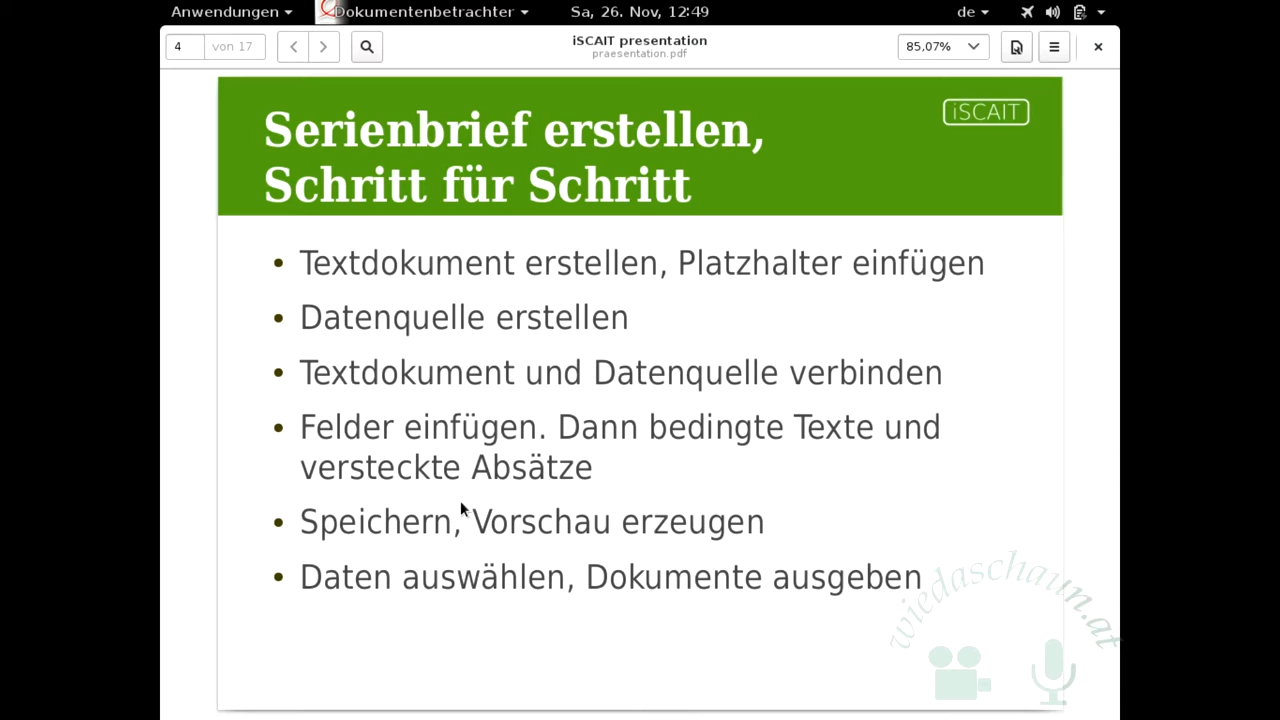 Anwendungen Dokumentenbetrachter Sa, 26. Nov, 12:49 de
4 von 17 iSCAIT presentation 85,07%
praesentation.pdf
iSCAIT
Serienbrief erstellen,
Schritt für Schritt
• Textdokument erstellen, Platzhalter einfügen
• Datenquelle erstellen
• Textdokument und Datenquelle verbinden
• Felder einfügen. Dann bedingte Texte und
versteckte Absätze
• Speichern, Vorschau erzeugen
• Daten auswählen, Dokumente ausgeben
wiedaschaun.at